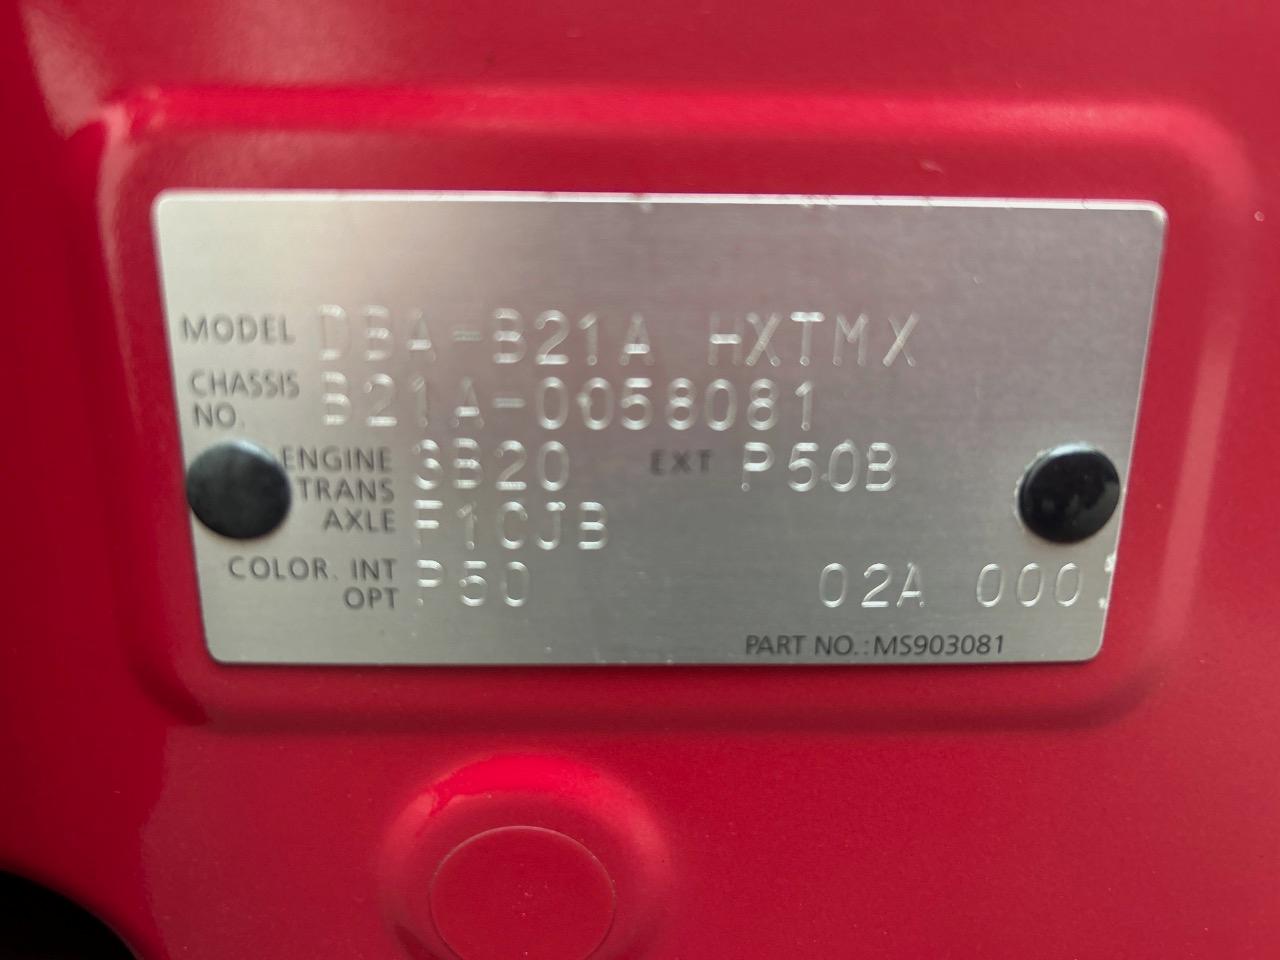 MODEL DBA-B21A HXTMX
CHASSIS NO. B21A-0058081
ENGINE 3B20 EXT P50B
TRANS AXLE F1CJB
COLOR. INT OPT P50 02A 000
PART NO.: MS903081